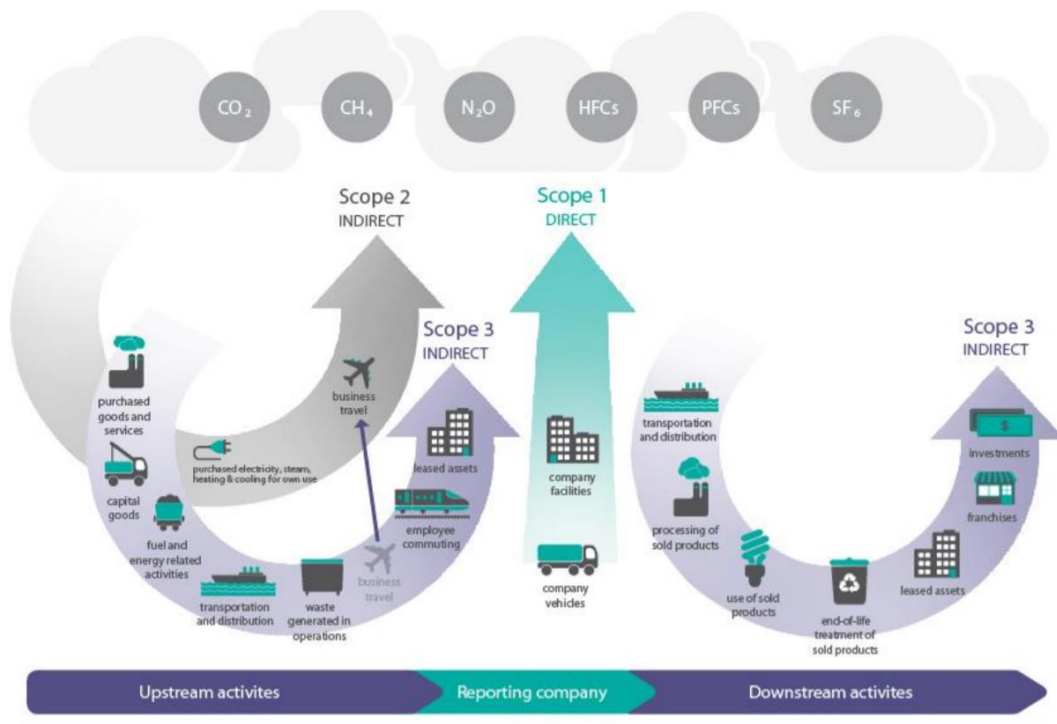 CO2
CH4
N2O
HFCs
PFCs
SF6
Scope 2
INDIRECT
Scope 1
DIRECT
Scope 3
INDIRECT
Scope 3
INDIRECT
purchased
goods and
services
capital
goods
fuel and
energy related
activities
purchased electricity, steam,
heating & cooling for own use
business
travel
transportation
and distribution
waste
generated in
operations
business
travel
employee
commuting
leased assets
company
facilities
company
vehicles
transportation
and distribution
processing of
sold products
use of sold
products
end-of-life
treatment of
sold products
leased assets
franchises
$
investments
Upstream activites
Reporting company
Downstream activites